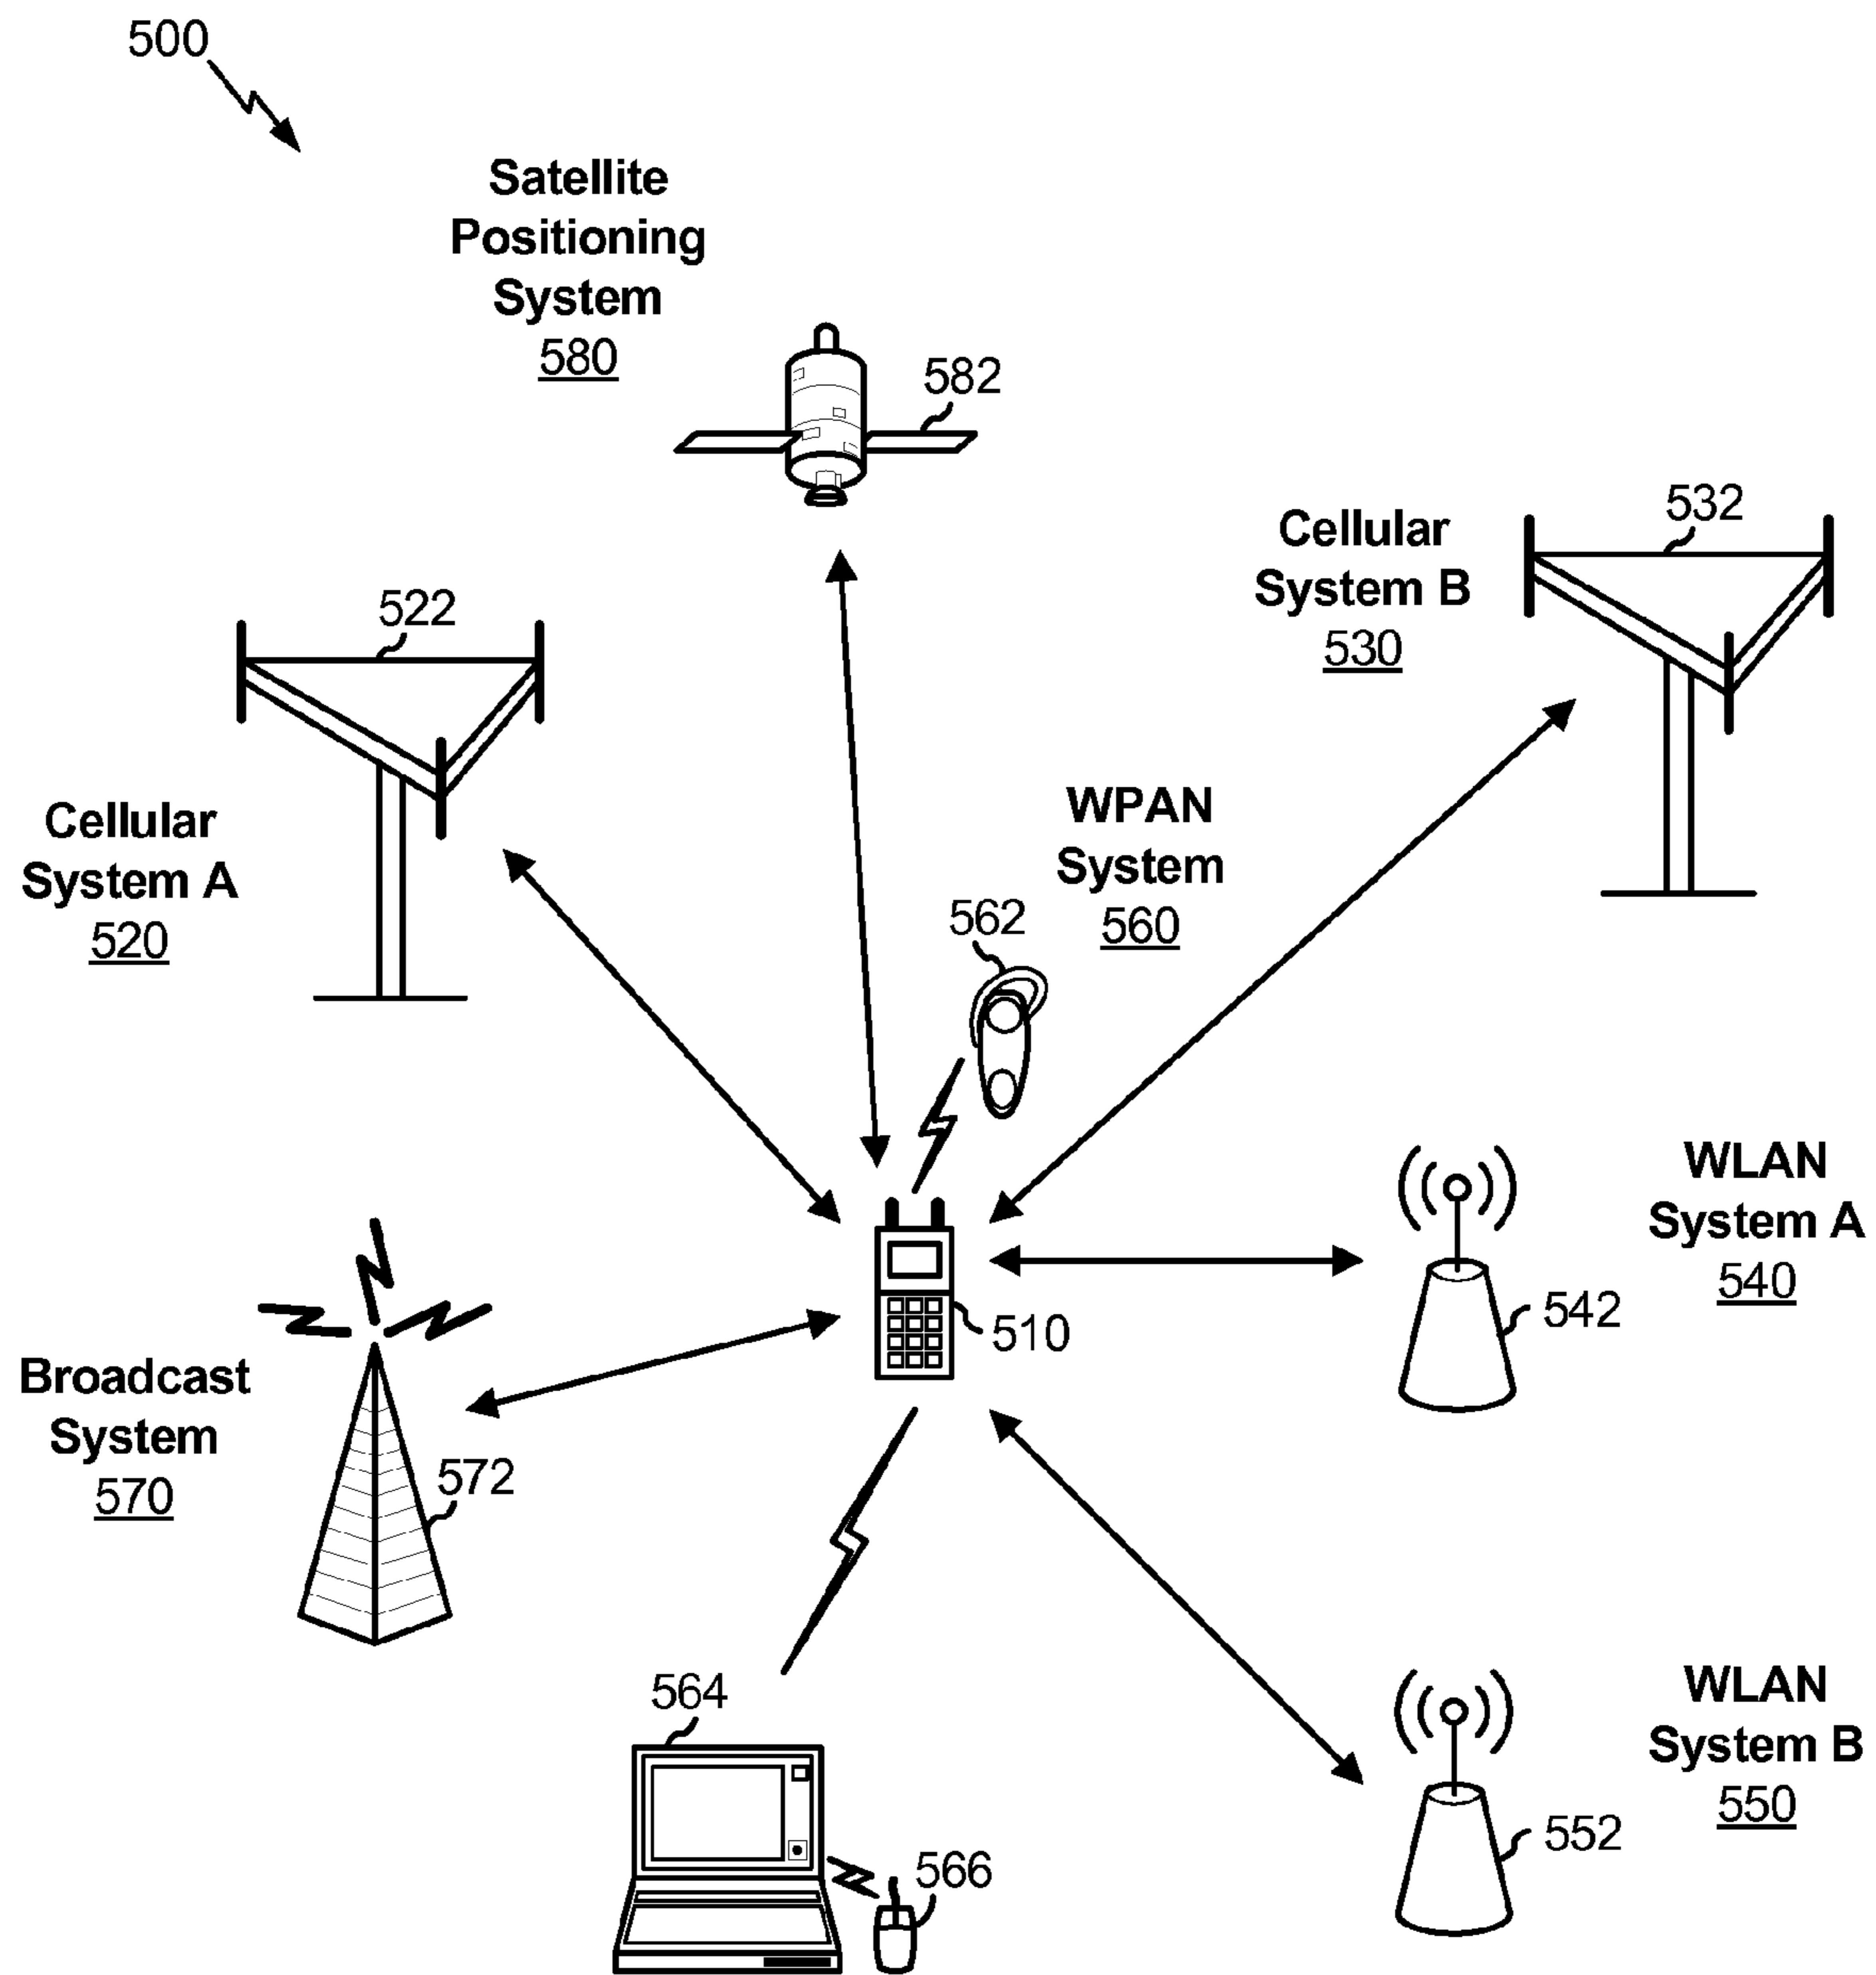 500
Satellite
Positioning
System
580
582
532
Cellular
System B
530
522
Cellular
System A
520
WPAN
System
560
562
WLAN
System A
540
542
510
Broadcast
System
570
572
564
566
WLAN
System B
550
552